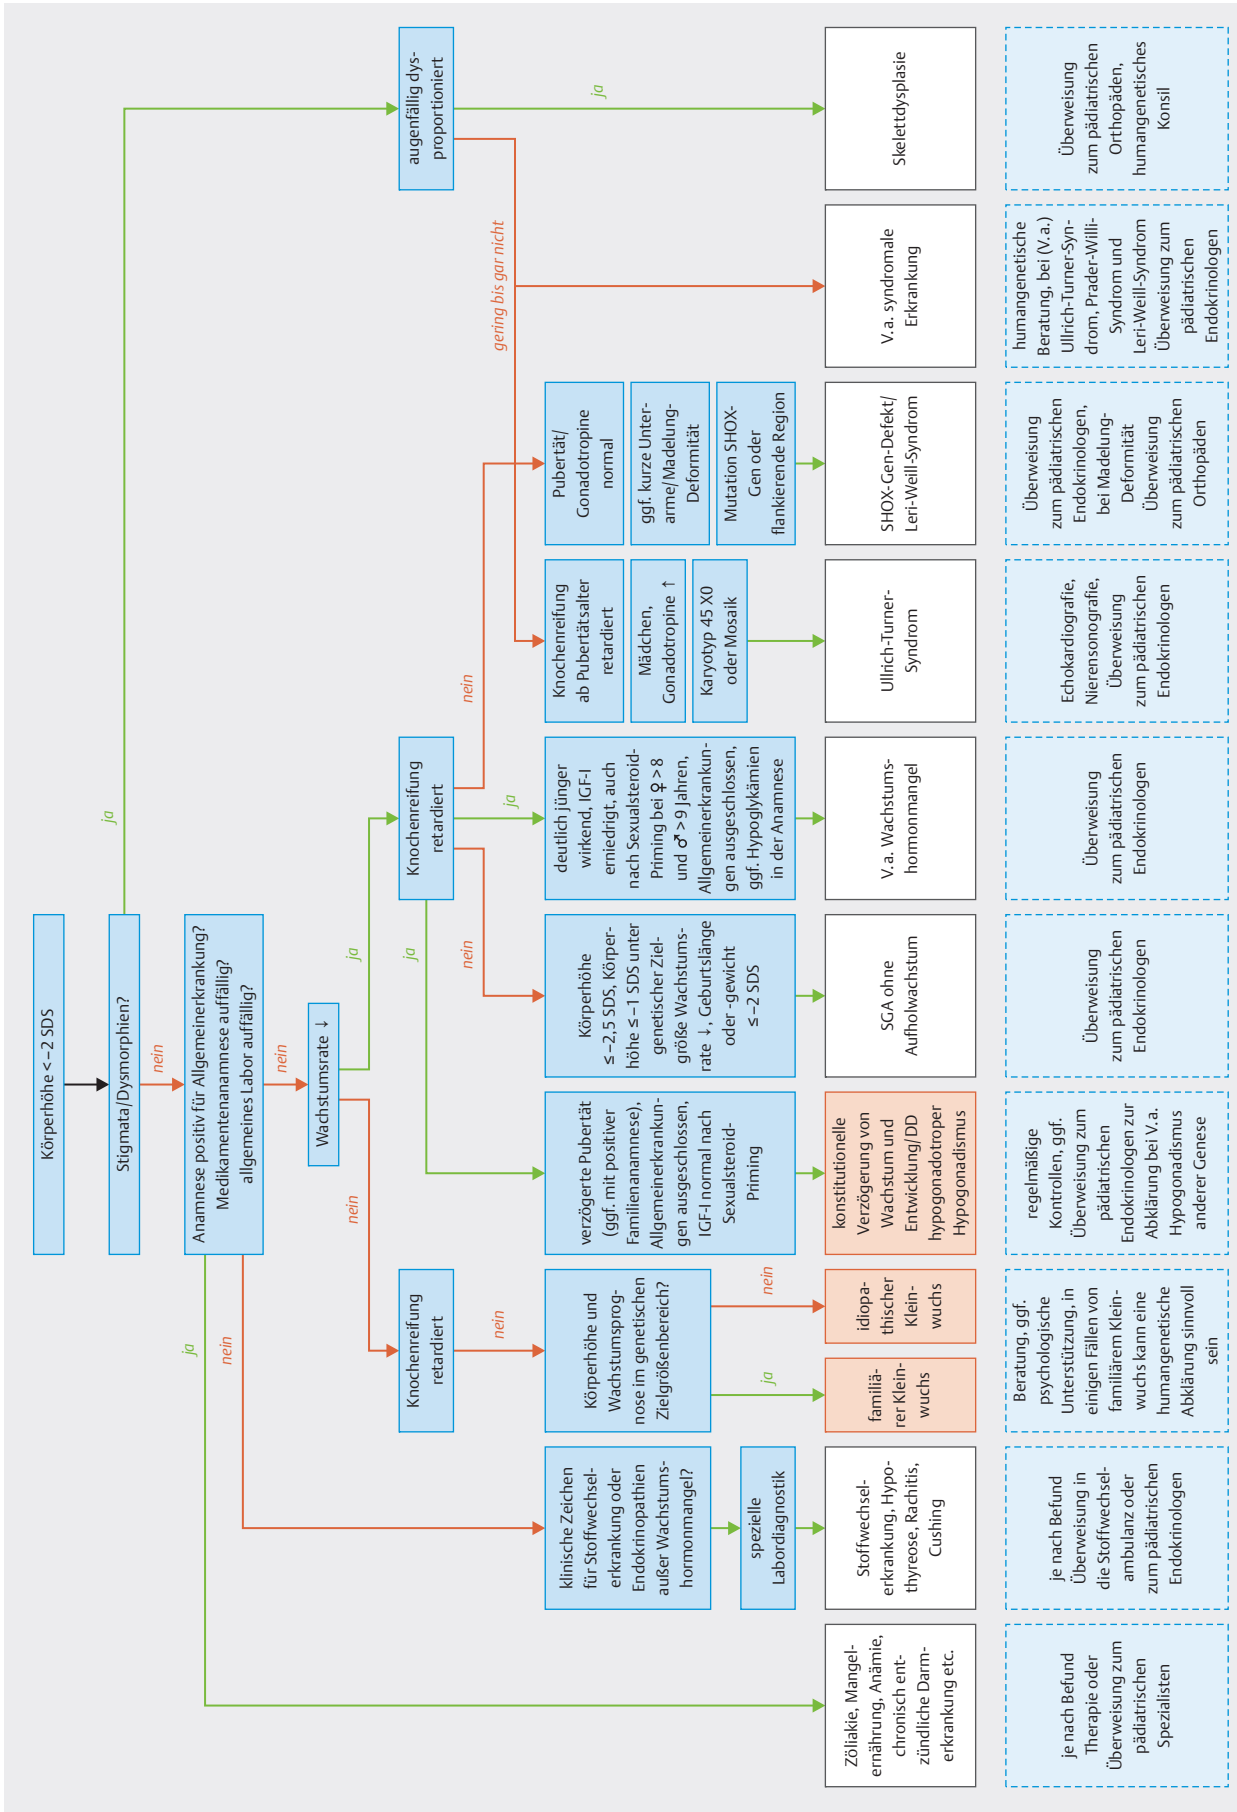 Körperhöhe < –2 SDS
Stigmata/Dysmorphien?
ja
nein
Anamnese positiv für Allgemeinerkrankung?
Medikamentenanamnese auffällig?
allgemeines Labor auffällig?
ja
nein
nein
Wachstumsrate ↓
nein
ja
Knochenreifung
retardiert
Knochenreifung
retardiert
augenfällig dys-
proportioniert
nein
ja
nein
ja
nein
gering bis gar nicht
ja
klinische Zeichen
für Stoffwechsel-
erkrankung oder
Endokrinopathien
außer Wachstums-
hormonmangel?
spezielle
Labordiagnostik
Körperhöhe und
Wachstumsprog-
nose im genetischen
Zielgrößenbereich?
ja
nein
verzögerte Pubertät
(ggf. mit positiver
Familienanamnese),
Allgemeinerkrankun-
gen ausgeschlossen,
IGF-I normal nach
Sexualsteroid-
Priming
Körperhöhe
≤ –2,5 SDS, Körper-
höhe ≤ –1 SDS unter
genetischer Ziel-
größe Wachstums-
rate ↓, Geburtslänge
oder -gewicht
≤ –2 SDS
deutlich jünger
wirkend, IGF-I
erniedrigt, auch
nach Sexualsteroid-
Priming bei ♀ > 8
und ♂ > 9 Jahren,
Allgemeinerkrankun-
gen ausgeschlossen,
ggf. Hypoglykämien
in der Anamnese
Knochenreifung
ab Pubertätsalter
retardiert
Mädchen,
Gonadotropine ↑
Karyotyp 45 X0
oder Mosaik
Pubertät/
Gonadotropine
normal
ggf. kurze Unter-
arme/Madelung-
Deformität
Mutation SHOX-
Gen oder
flankierende Region
Zöliakie, Mangel-
ernährung, Anämie,
chronisch ent-
zündliche Darm-
erkrankung etc.
Stoffwechsel-
erkrankung, Hypo-
thyreose, Rachitis,
Cushing
familiä-
rer Klein-
wuchs
idiopa-
thischer
Klein-
wuchs
konstitutionelle
Verzögerung von
Wachstum und
Entwicklung/DD
hypogonadotroper
Hypogonadismus
SGA ohne
Aufholwachstum
V.a. Wachstums-
hormonmangel
Ullrich-Turner-
Syndrom
SHOX-Gen-Defekt/
Leri-Weill-Syndrom
V.a. syndromale
Erkrankung
Skelettdysplasie
je nach Befund
Therapie oder
Überweisung zum
pädiatrischen
Spezialisten
je nach Befund
Überweisung in
die Stoffwechsel-
ambulanz oder
zum pädiatrischen
Endokrinologen
Beratung, ggf.
psychologische
Unterstützung, in
einigen Fällen von
familiärem Klein-
wuchs kann eine
humangenetische
Abklärung sinnvoll
sein
regelmäßige
Kontrollen, ggf.
Überweisung zum
pädiatrischen
Endokrinologen zur
Abklärung bei V.a.
Hypogonadismus
anderer Genese
Überweisung
zum pädiatrischen
Endokrinologen
Überweisung
zum pädiatrischen
Endokrinologen
Echokardiografie,
Nierensonografie,
Überweisung
zum pädiatrischen
Endokrinologen
Überweisung
zum pädiatrischen
Endokrinologen,
bei Madelung-
Deformität
Überweisung
zum pädiatrischen
Orthopäden
humangenetische
Beratung, bei (V.a.)
Ullrich-Turner-Syn-
drom, Prader-Willi-
Syndrom und
Leri-Weill-Syndrom
Überweisung zum
pädiatrischen
Endokrinologen
Überweisung
zum pädiatrischen
Orthopäden,
humangenetisches
Konsil